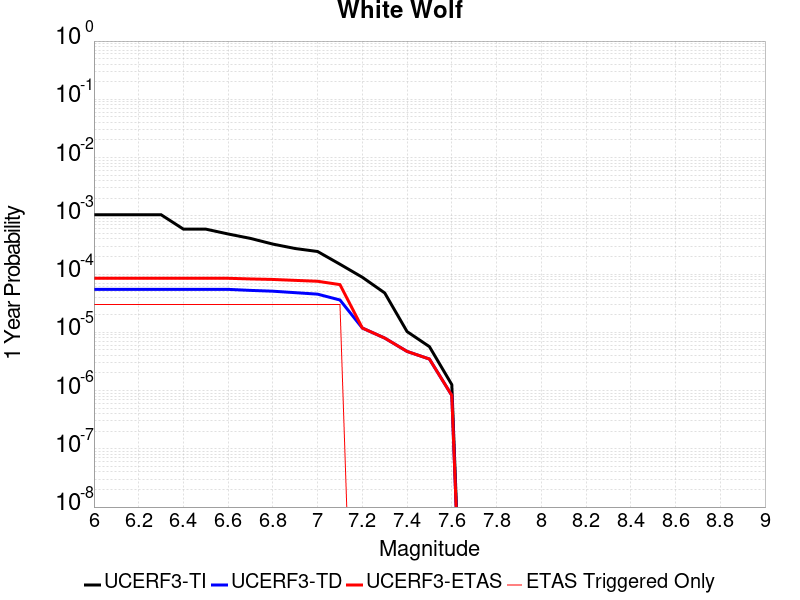 White Wolf
10^0
10^-1
10^-2
10^-3
10^-4
10^-5
10^-6
10^-7
10^-8
1 Year Probability
6 6.2 6.4 6.6 6.8 7 7.2 7.4 7.6 7.8 8 8.2 8.4 8.6 8.8 9
Magnitude
UCERF3-TI UCERF3-TD UCERF3-ETAS ETAS Triggered Only